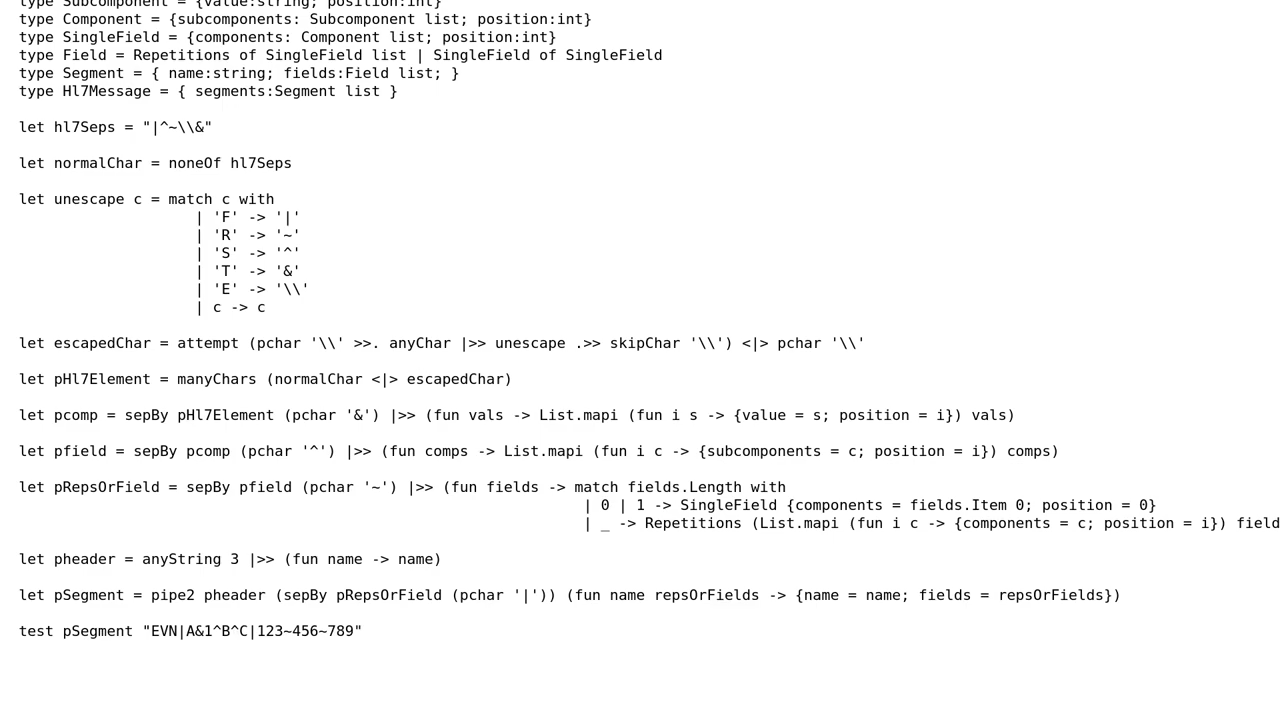 type Subcomponent = {value:string; position:int}
type Component = {subcomponents: Subcomponent list; position:int}
type SingleField = {components: Component list; position:int}
type Field = Repetitions of SingleField list | SingleField of SingleField
type Segment = { name:string; fields:Field list; }
type Hl7Message = { segments:Segment list }

let hl7Seps = "|^~\\&"

let normalChar = noneOf hl7Seps

let unescape c = match c with
                    | 'F' -> '|'
                    | 'R' -> '~'
                    | 'S' -> '^'
                    | 'T' -> '&'
                    | 'E' -> '\\'
                    | c -> c

let escapedChar = attempt (pchar '\\' >>. anyChar |>> unescape .>> skipChar '\\') <|> pchar '\\'

let pHl7Element = manyChars (normalChar <|> escapedChar)

let pcomp = sepBy pHl7Element (pchar '&') |>> (fun vals -> List.mapi (fun i s -> {value = s; position = i}) vals)

let pfield = sepBy pcomp (pchar '^') |>> (fun comps -> List.mapi (fun i c -> {subcomponents = c; position = i}) comps)

let pRepsOrField = sepBy pfield (pchar '~') |>> (fun fields -> match fields.Length with
                                                                | 0 | 1 -> SingleField {components = fields.Item 0; position = 0}
                                                                | _ -> Repetitions (List.mapi (fun i c -> {components = c; position = i}) field

let pheader = anyString 3 |>> (fun name -> name)

let pSegment = pipe2 pheader (sepBy pRepsOrField (pchar '|')) (fun name repsOrFields -> {name = name; fields = repsOrFields})

test pSegment "EVN|A&1^B^C|123~456~789"